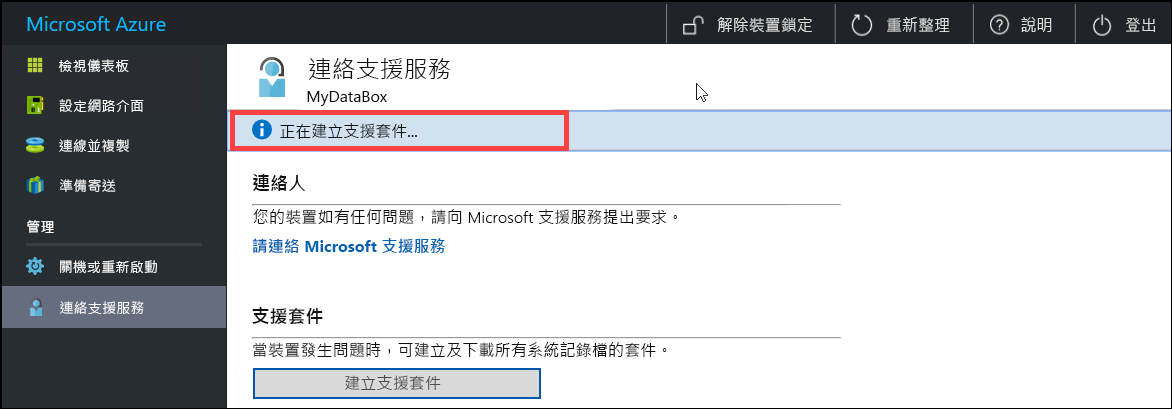 Microsoft Azure
解除裝置鎖定
重新整理
說明
登出
檢視儀表板
設定網路介面
連線並複製
準備寄送
管理
關機或重新啟動
連絡支援服務
連絡支援服務
MyDataBox
正在建立支援套件...
連絡人
您的裝置如有任何問題，請向 Microsoft 支援服務提出要求。
請連絡 Microsoft 支援服務
支援套件
當裝置發生問題時，可建立及下載所有系統記錄檔的套件。
建立支援套件